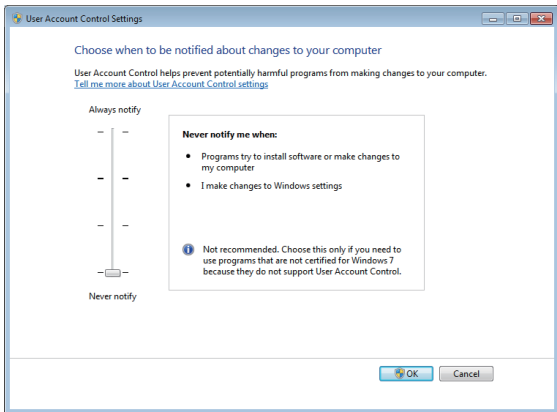 User Account Control Settings
Choose when to be notified about changes to your computer
User Account Control helps prevent potentially harmful programs from making changes to your computer.
Tell me more about User Account Control settings
Always notify
Never notify me when:
Programs try to install software or make changes to
my computer
I make changes to Windows settings
Not recommended. Choose this only if you need to
use programs that are not certified for Windows 7
because they do not support User Account Control.
Never notify
OK
Cancel